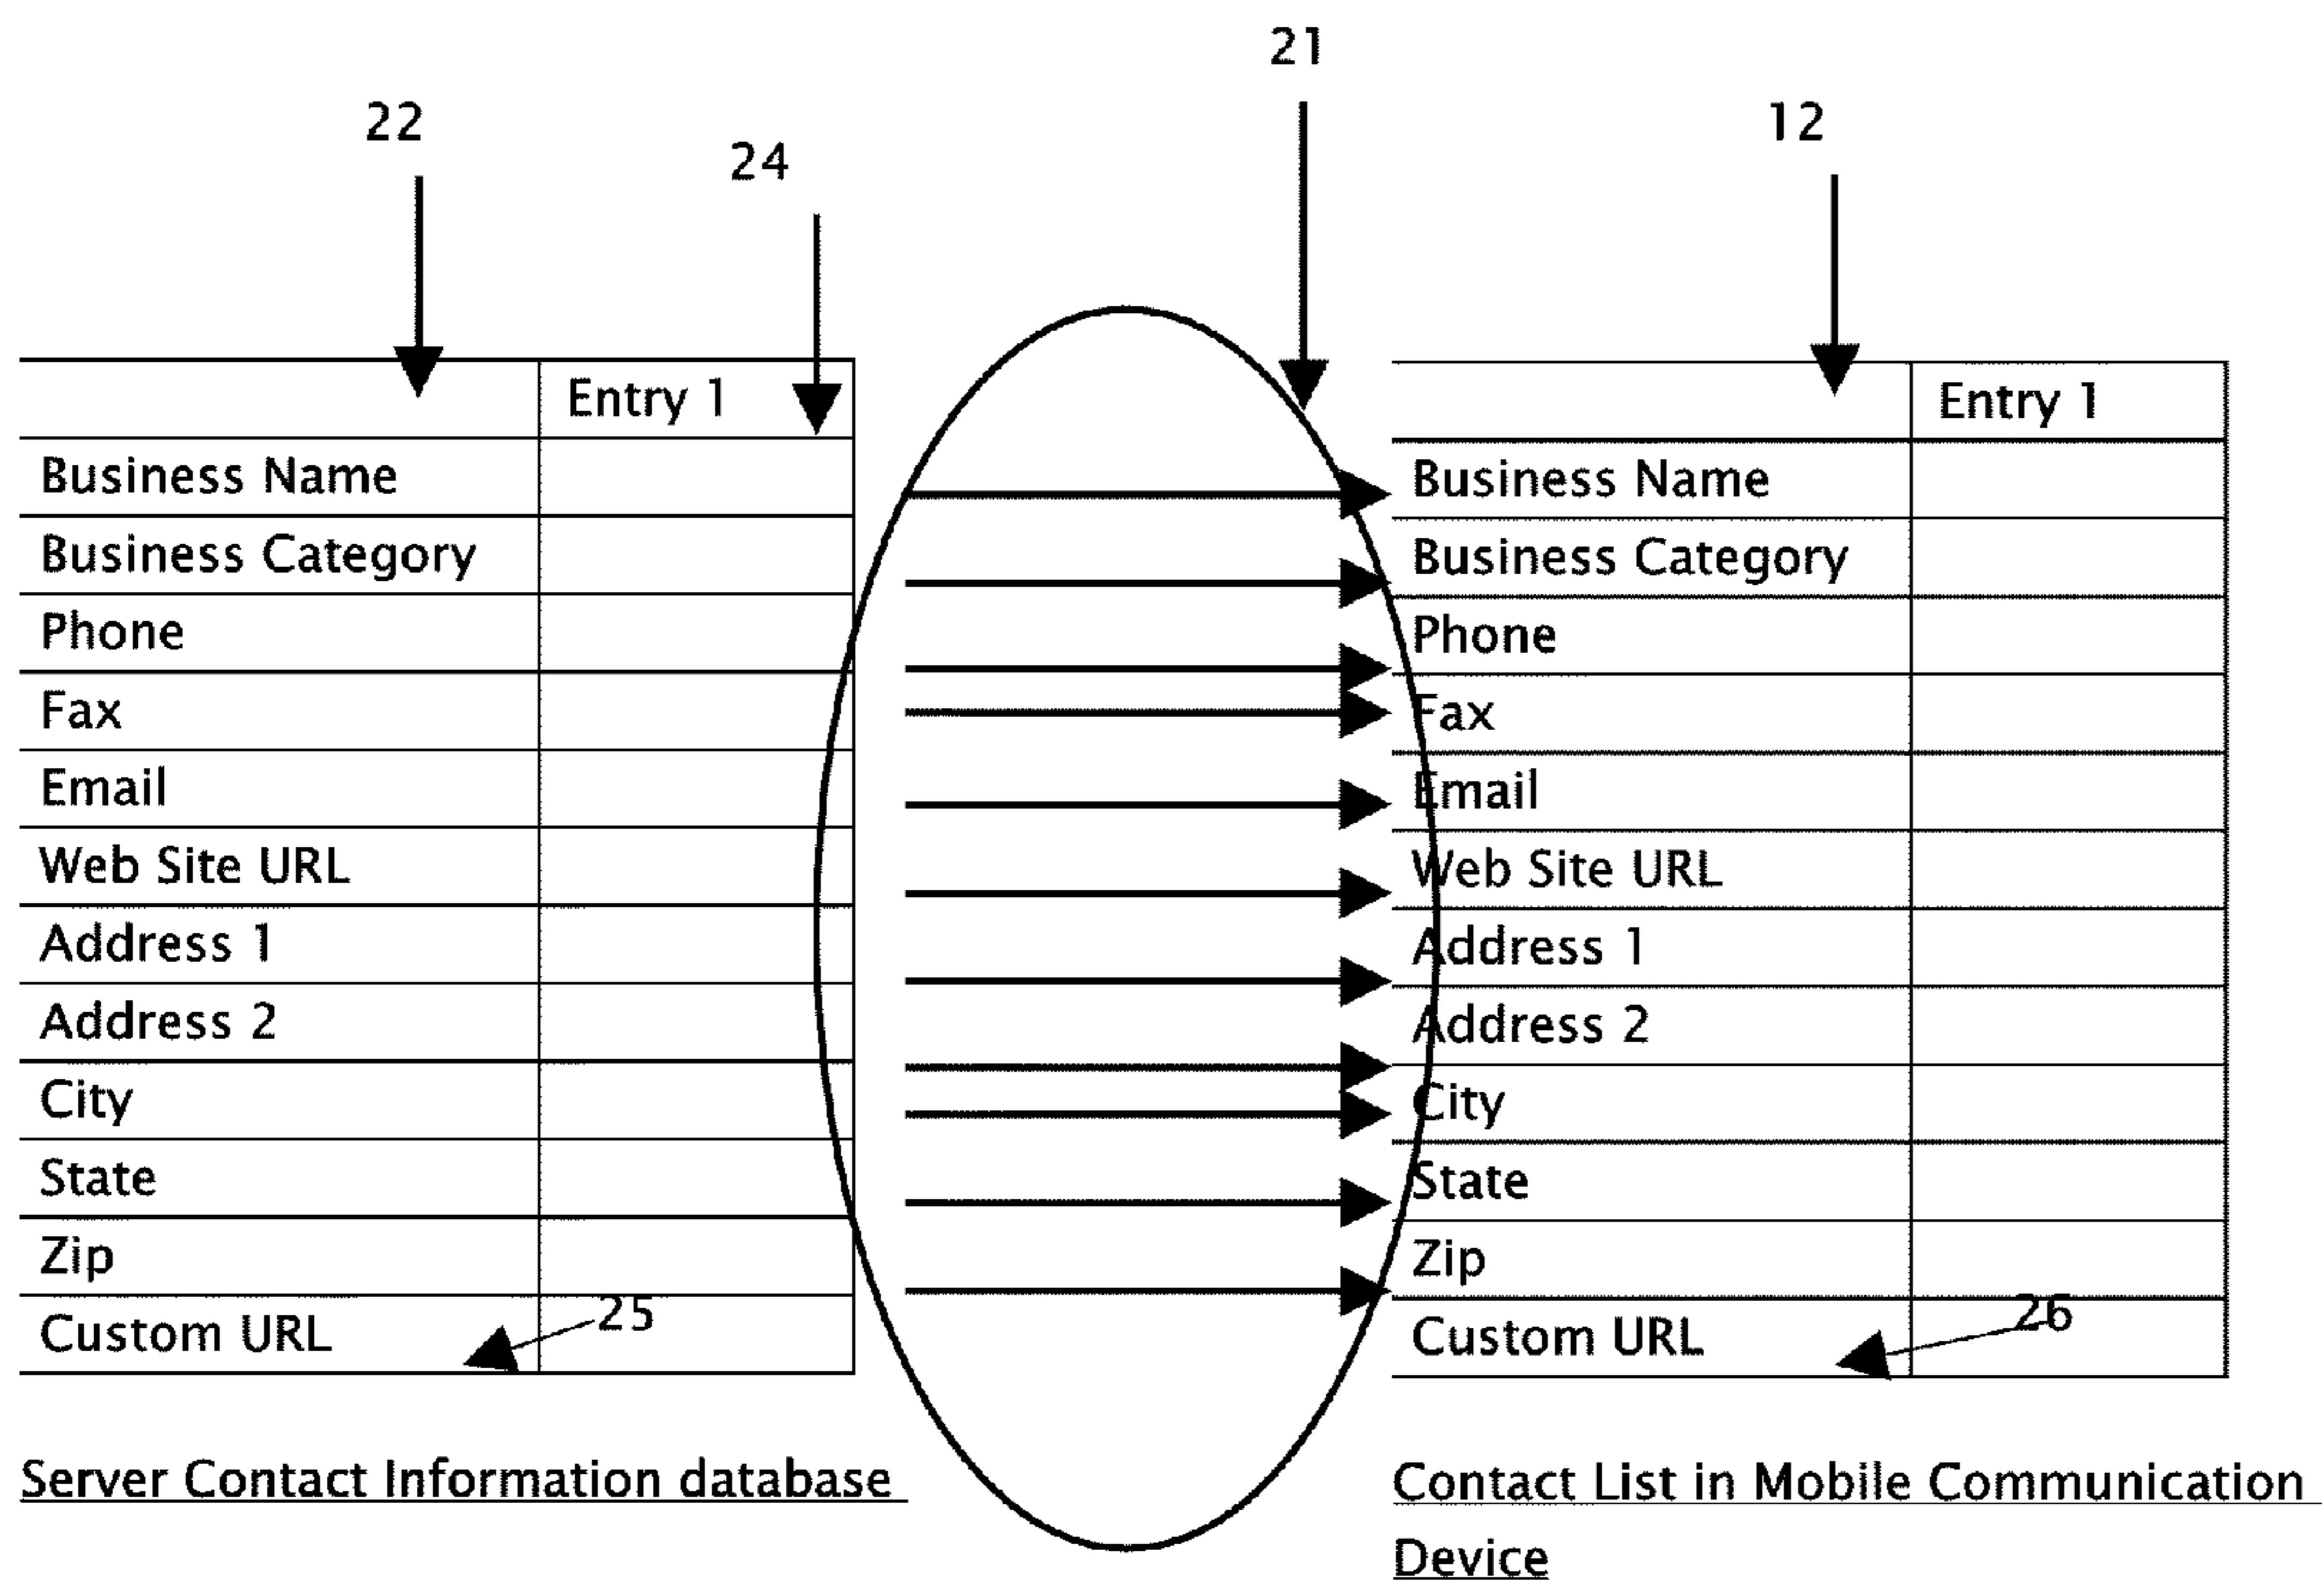 21
22
12
24
Entry 1
Business Name
Business Category
Phone
Fax
Email
Web Site URL
Address 1
Address 2
City
State
Zip
25
Custom URL
Server Contact Information database
Entry 1
Business Name
Business Category
Phone
Fax
Email
Web Site URL
Address 1
Address 2
City
State
Zip
26
Custom URL
Contact List in Mobile Communication
Device